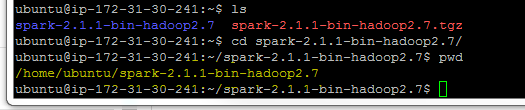 ubuntu@ip-172-31-30-241:~$ ls
spark-2.1.1-bin-hadoop2.7  spark-2.1.1-bin-hadoop2.7.tgz
ubuntu@ip-172-31-30-241:~$ cd spark-2.1.1-bin-hadoop2.7/
ubuntu@ip-172-31-30-241:~/spark-2.1.1-bin-hadoop2.7$ pwd
/home/ubuntu/spark-2.1.1-bin-hadoop2.7
ubuntu@ip-172-31-30-241:~/spark-2.1.1-bin-hadoop2.7$